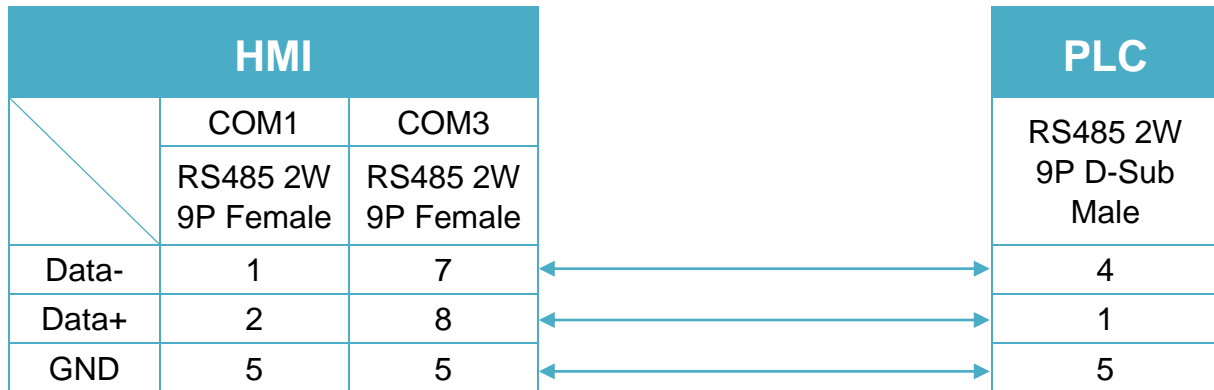 HMI
PLC
COM1 COM3
RS485 2W
9P Female
RS485 2W
9P Female
RS485 2W
9P D-Sub
Male
Data- 1 7 4
Data+ 2 8 1
GND 5 5 5